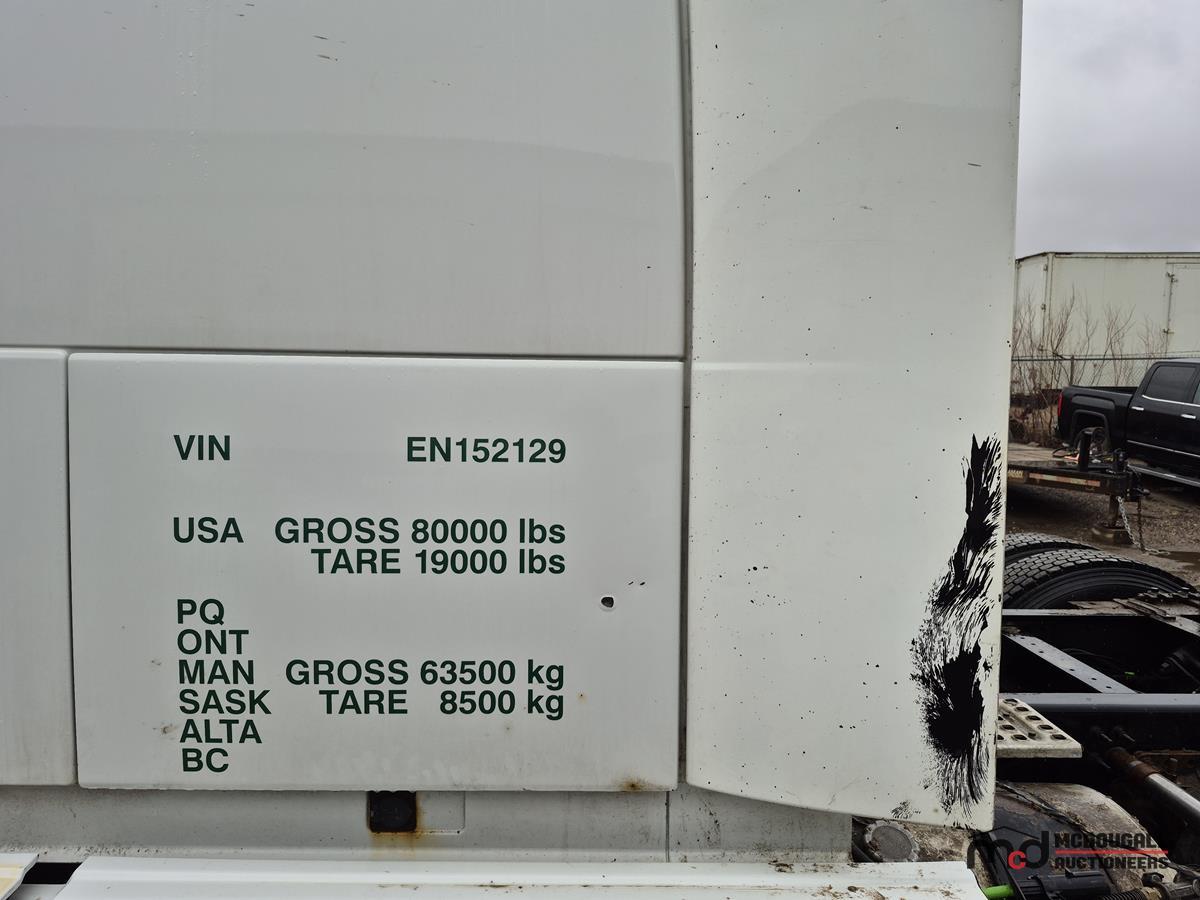 VIN EN152129
USA GROSS 80000 lbs
TARE 19000 lbs
PQ
ONT
MAN GROSS 63500 kg
SASK TARE 8500 kg
ALTA
BC
mcd MCDOUGALL
AUCTIONEERS